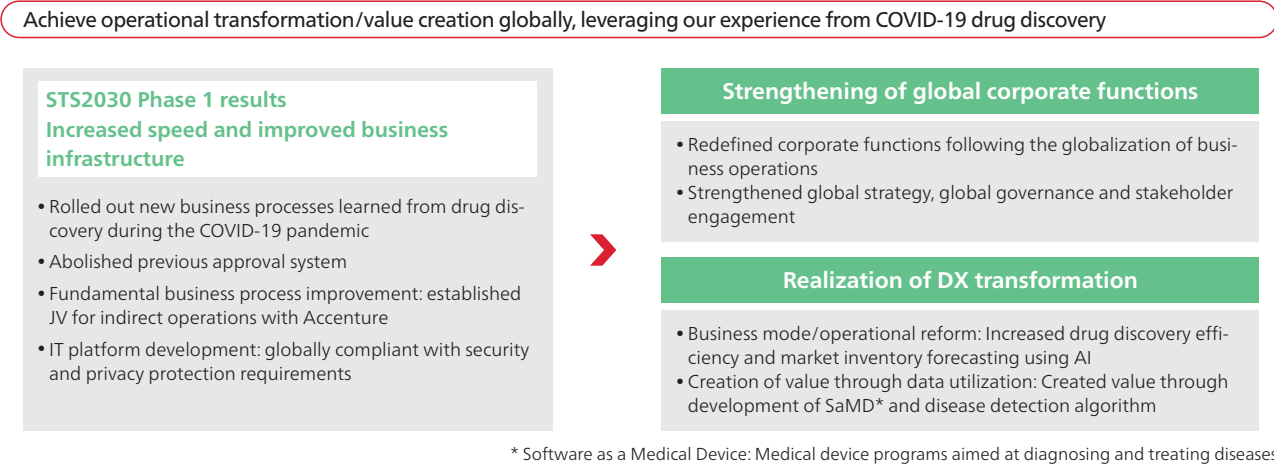 Achieve operational transformation/value creation globally, leveraging our experience from COVID-19 drug discovery
STS2030 Phase 1 results
Increased speed and improved business
infrastructure
• Rolled out new business processes learned from drug dis-
covery during the COVID-19 pandemic
• Abolished previous approval system
• Fundamental business process improvement: established
JV for indirect operations with Accenture
• IT platform development: globally compliant with security
and privacy protection requirements
Strengthening of global corporate functions
• Redefined corporate functions following the globalization of busi-
ness operations
• Strengthened global strategy, global governance and stakeholder
engagement
Realization of DX transformation
• Business mode/operational reform: Increased drug discovery effi-
ciency and market inventory forecasting using AI
• Creation of value through data utilization: Created value through
development of SaMD* and disease detection algorithm
* Software as a Medical Device: Medical device programs aimed at diagnosing and treating diseases